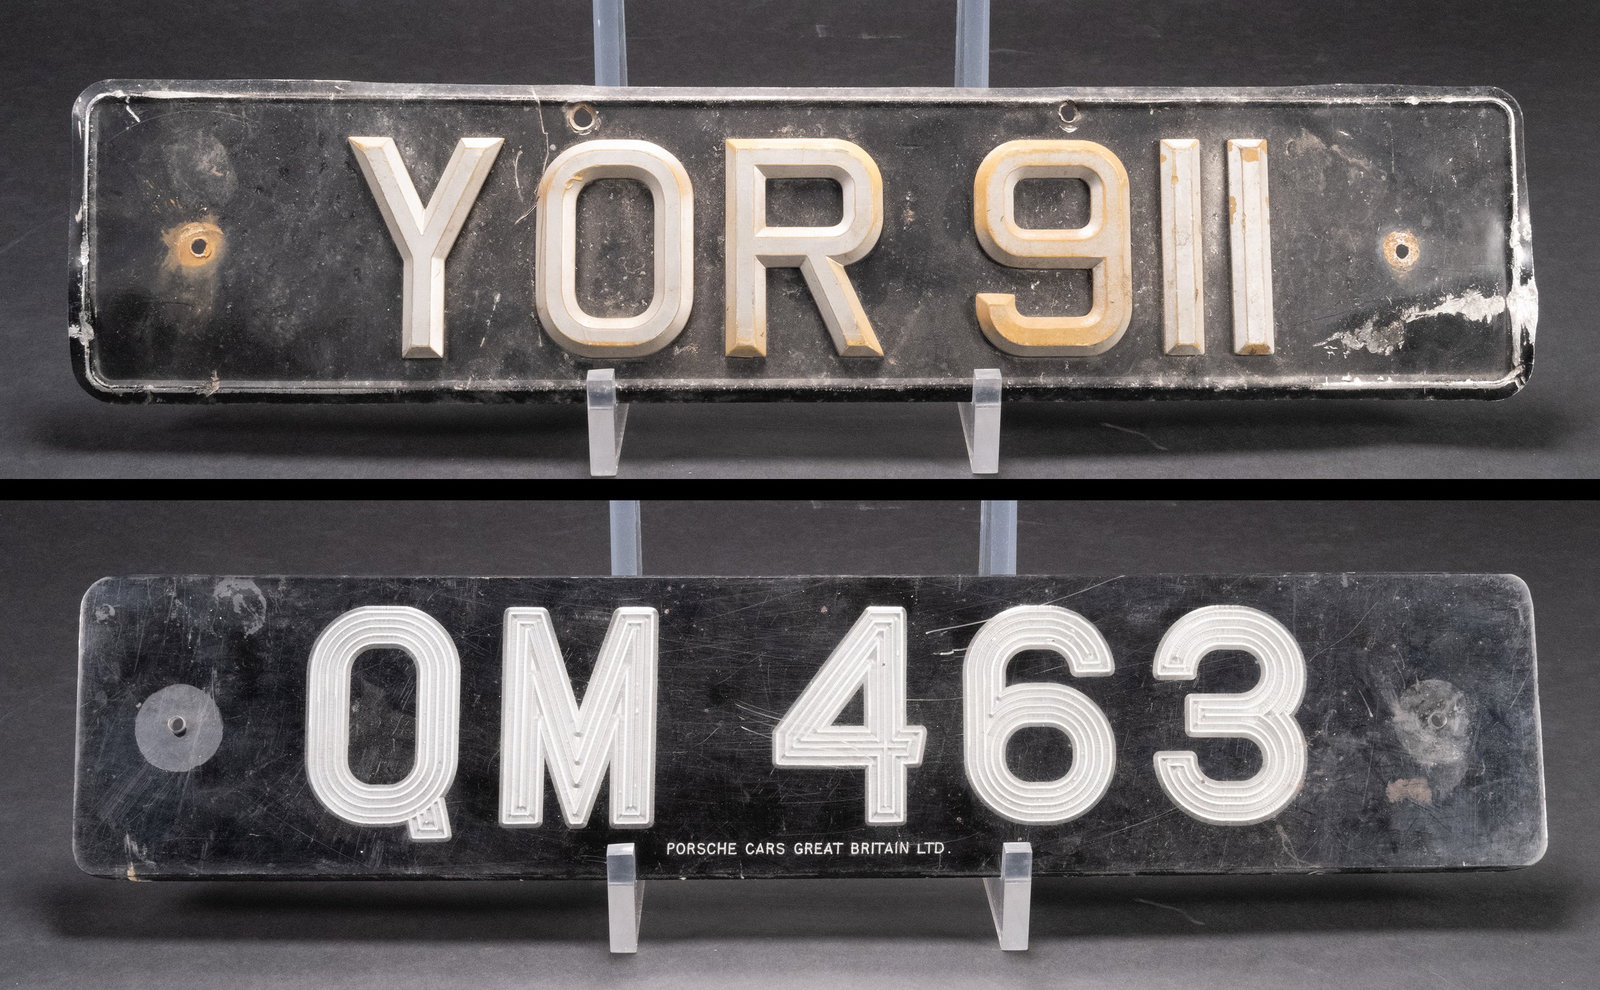 YOR 911
QM 463
PORSCHE CARS GREAT BRITAIN LTD.